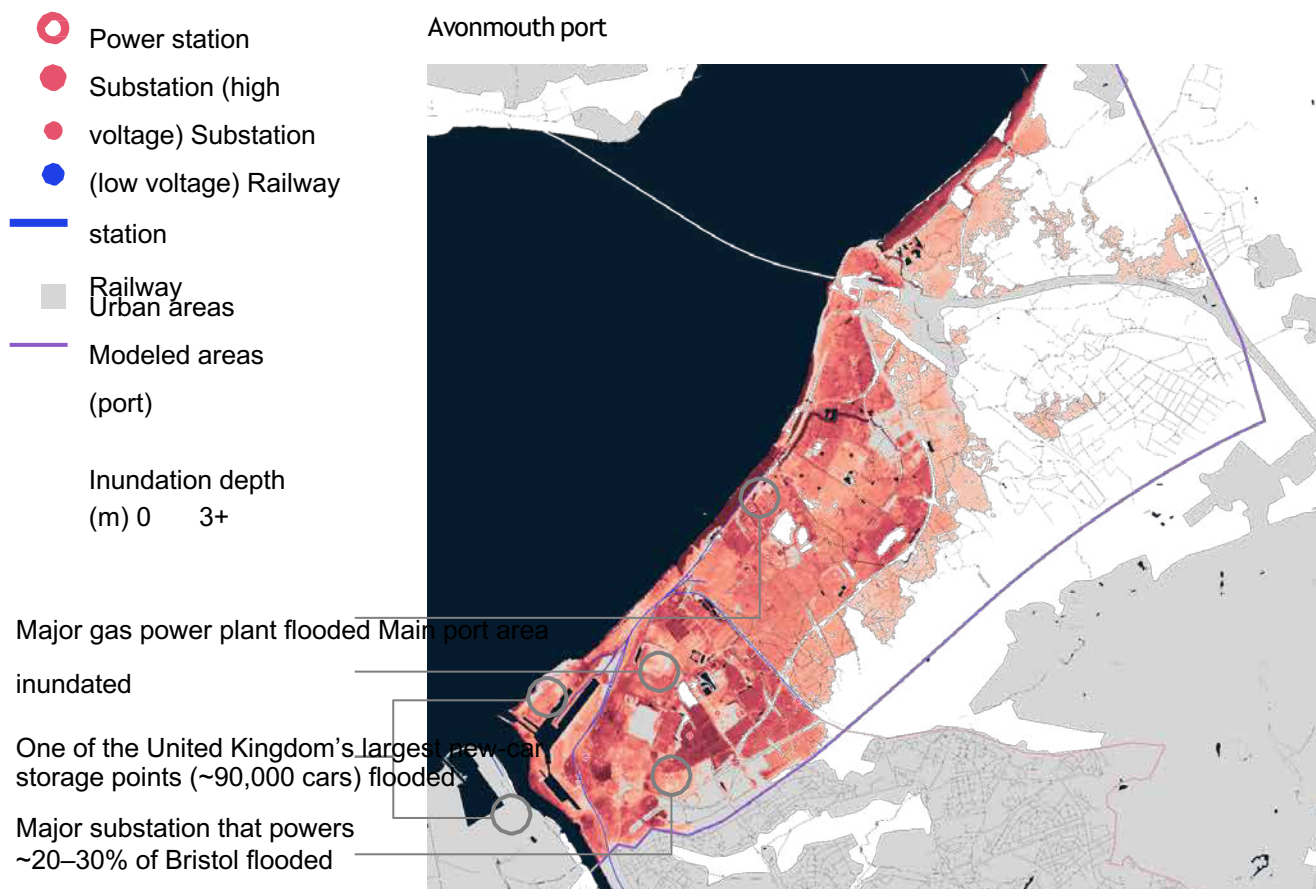 Avonmouth port
Power station
Substation (high
voltage) Substation
(low voltage) Railway
station
Railway
Urban areas
Modeled areas
(port)
Inundation depth
(m) 0 3+
Major gas power plant flooded Main port area
inundated
One of the United Kingdom’s largest new-car
storage points (~90,000 cars) flooded
Major substation that powers
~20–30% of Bristol flooded